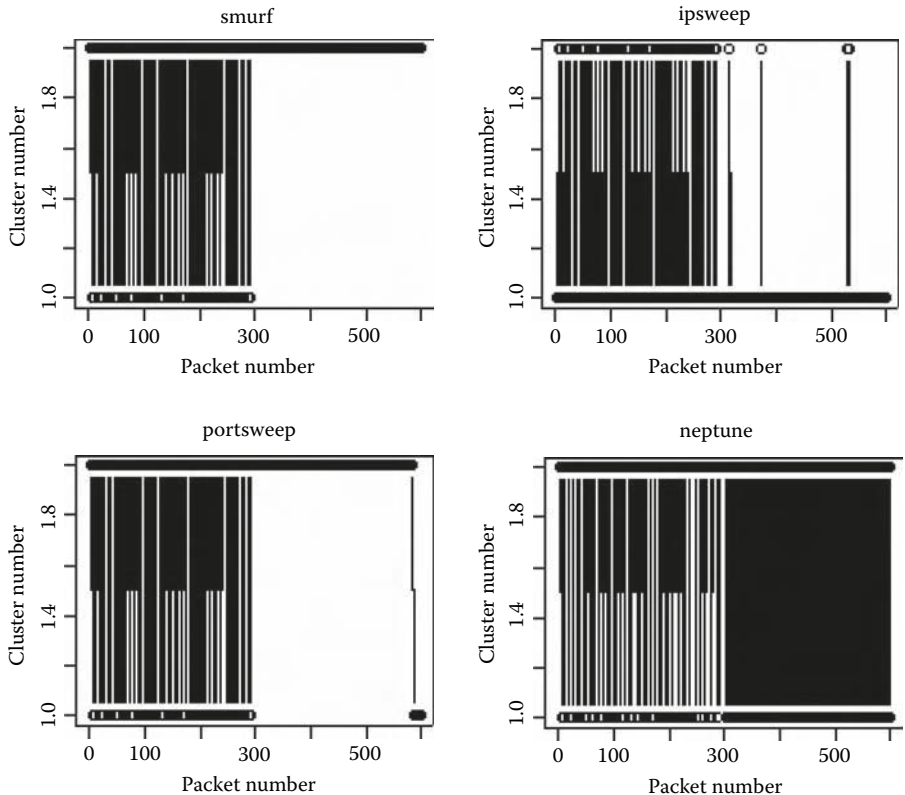 smurf
Cluster number
1.8
1.4
1.0
0 100 300 500
Packet number
ipsweep
Cluster number
1.8
1.4
1.0
0 100 300 500
Packet number
portsweep
Cluster number
1.8
1.4
1.0
0 100 300 500
Packet number
neptune
Cluster number
1.8
1.4
1.0
0 100 300 500
Packet number